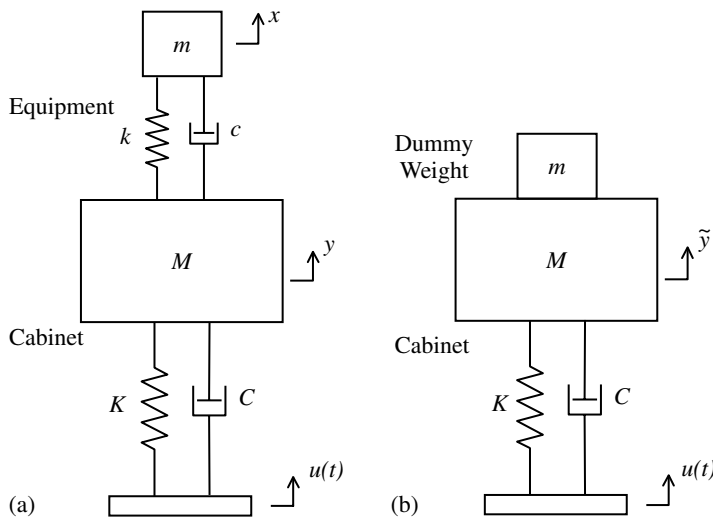 m
x
Equipment
k
c
M
y
Cabinet
K
C
u(t)
(a)
Dummy
Weight
m
M
ỹ
Cabinet
K
C
u(t)
(b)